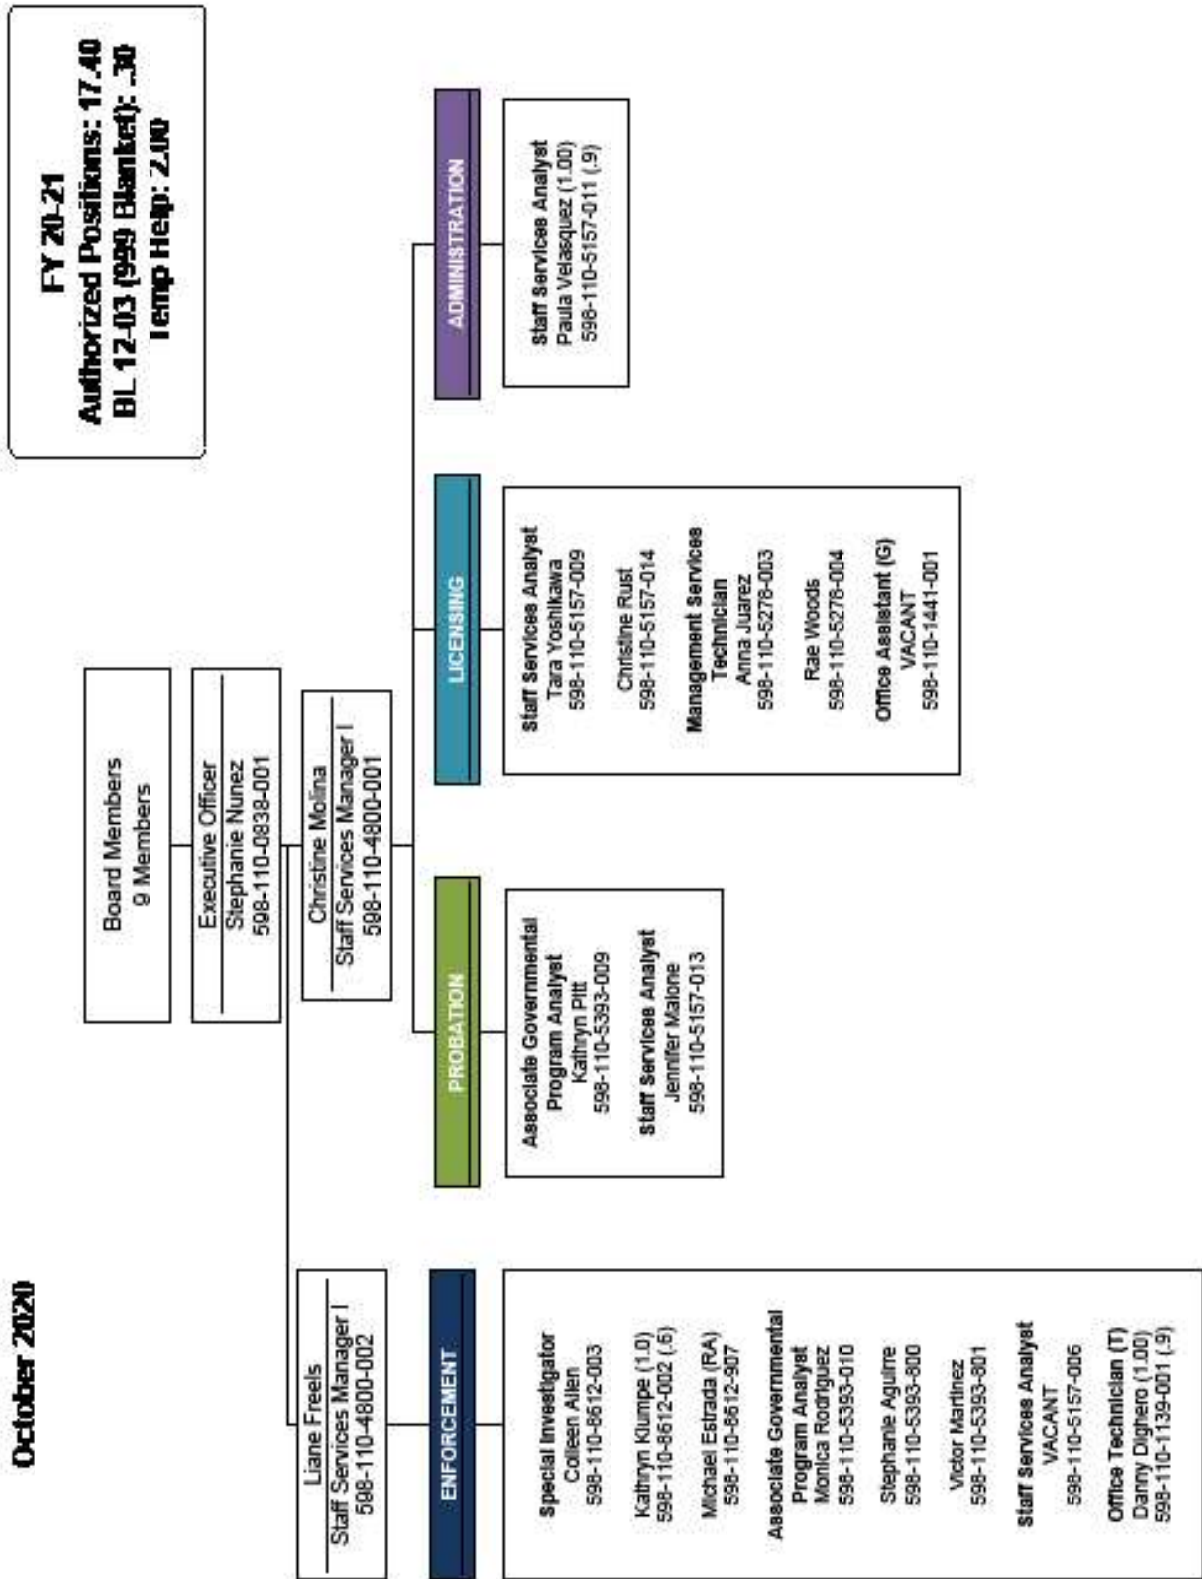 October 2020
FY 20-21
Authorized Positions: 17.40
BL 12-03 (999 Blanket): .30
Temp Help: 2.00
Board Members
9 Members
Executive Officer
Stephanie Nunez
598-110-0838-001
Liane Freels
Staff Services Manager I
598-110-4800-002
Christine Molina
Staff Services Manager I
598-110-4800-001
ENFORCEMENT
Special Investigator
Colleen Allen
598-110-8612-003
Kathryn Klumpe (1.0)
598-110-8612-002 (.6)
Michael Estrada (RA)
598-110-8612-907
Associate Governmental
Program Analyst
Monica Rodriguez
598-110-5393-010
Stephanie Aguirre
598-110-5393-800
Victor Martinez
598-110-5393-801
Staff Services Analyst
VACANT
598-110-5157-006
Office Technician (T)
Danny Dighero (1.00)
598-110-1139-001 (.9)
PROBATION
Associate Governmental
Program Analyst
Kathryn Pitt
598-110-5393-009
Staff Services Analyst
Jennifer Malone
598-110-5157-013
LICENSING
Staff Services Analyst
Tara Yoshikawa
598-110-5157-009
Christine Rust
598-110-5157-014
Management Services
Technician
Anna Juarez
598-110-5278-003
Rae Woods
598-110-5278-004
Office Assistant (G)
VACANT
598-110-1441-001
ADMINISTRATION
Staff Services Analyst
Paula Velasquez (1.00)
598-110-5157-011 (.9)